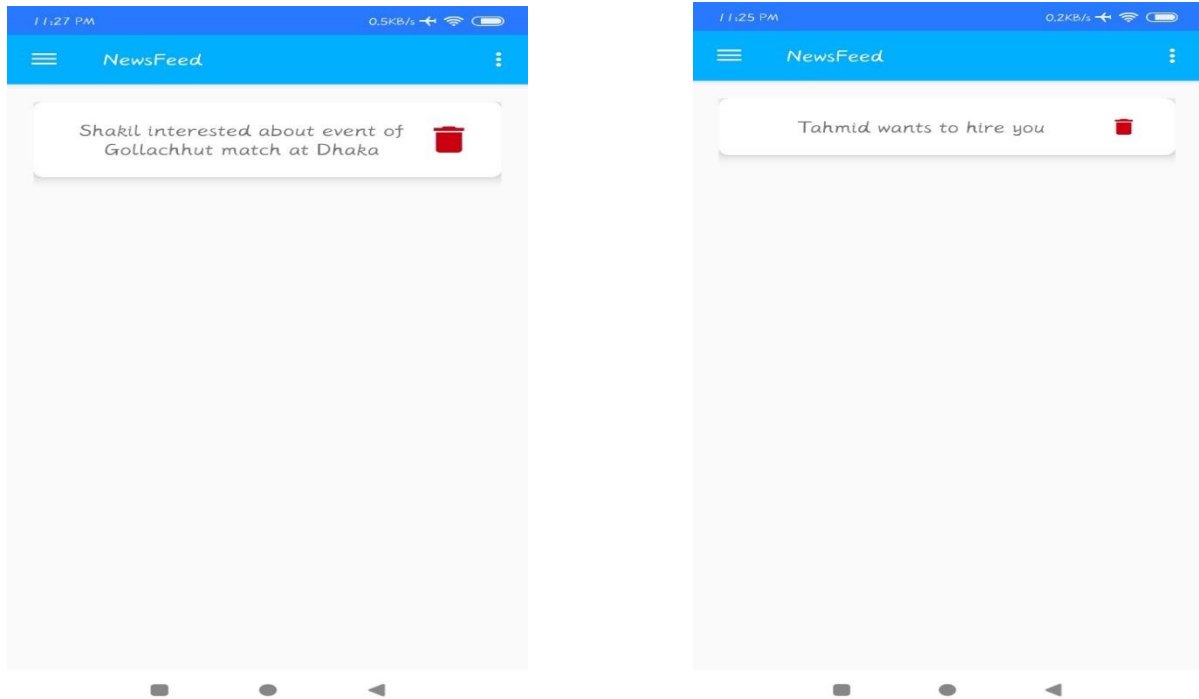 11:27 PM 0.5KB/s
NewsFeed
Shakil interested about event of
Gollachhut match at Dhaka
11:25 PM 0.2KB/s
NewsFeed
Tahmid wants to hire you